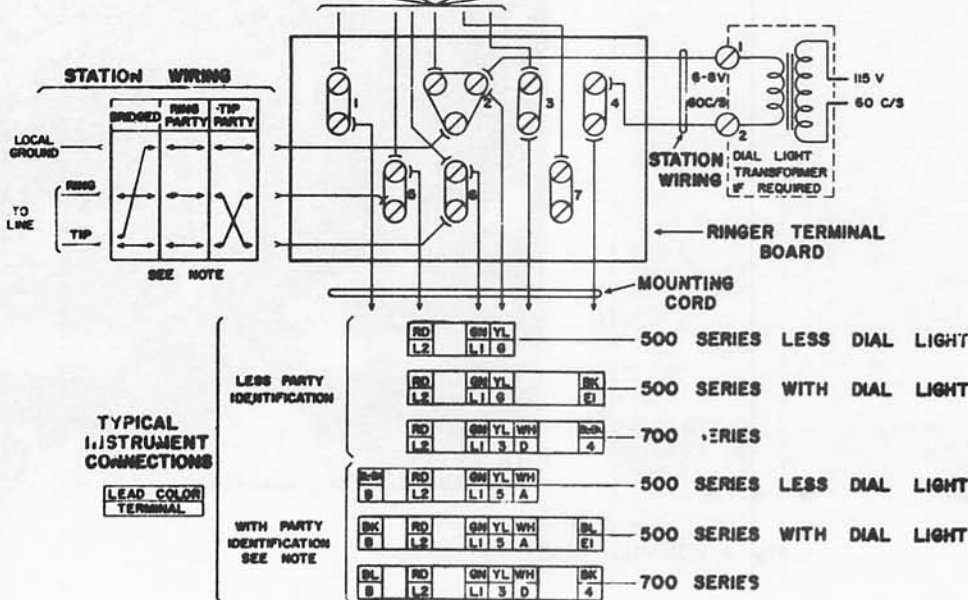 STATION WIRING
BRIDGED RING PARTY TIP PARTY
LOCAL GROUND
RING
TO LINE
TIP
SEE NOTE
1 2 3 4
5 6 7
6-8V
60C/S
1
2
115 V
60 C/S
STATION WIRING
DIAL LIGHT TRANSFORMER IF REQUIRED
RINGER TERMINAL BOARD
MOUNTING CORD
TYPICAL INSTRUMENT CONNECTIONS
LEAD COLOR
TERMINAL
LESS PARTY IDENTIFICATION
RD GN YL
L2 L1 G
500 SERIES LESS DIAL LIGHT
RD GN YL BK
L2 L1 G E1
500 SERIES WITH DIAL LIGHT
RD GN YL WH
L2 L1 3 D 4
700 SERIES
WITH PARTY IDENTIFICATION SEE NOTE
RD GN YL WH
B L2 L1 5 A
500 SERIES LESS DIAL LIGHT
BK RD GN YL WH BL
B L2 L1 5 A E1
500 SERIES WITH DIAL LIGHT
BL RD GN YL WH BK
B L2 L1 3 D 4
700 SERIES